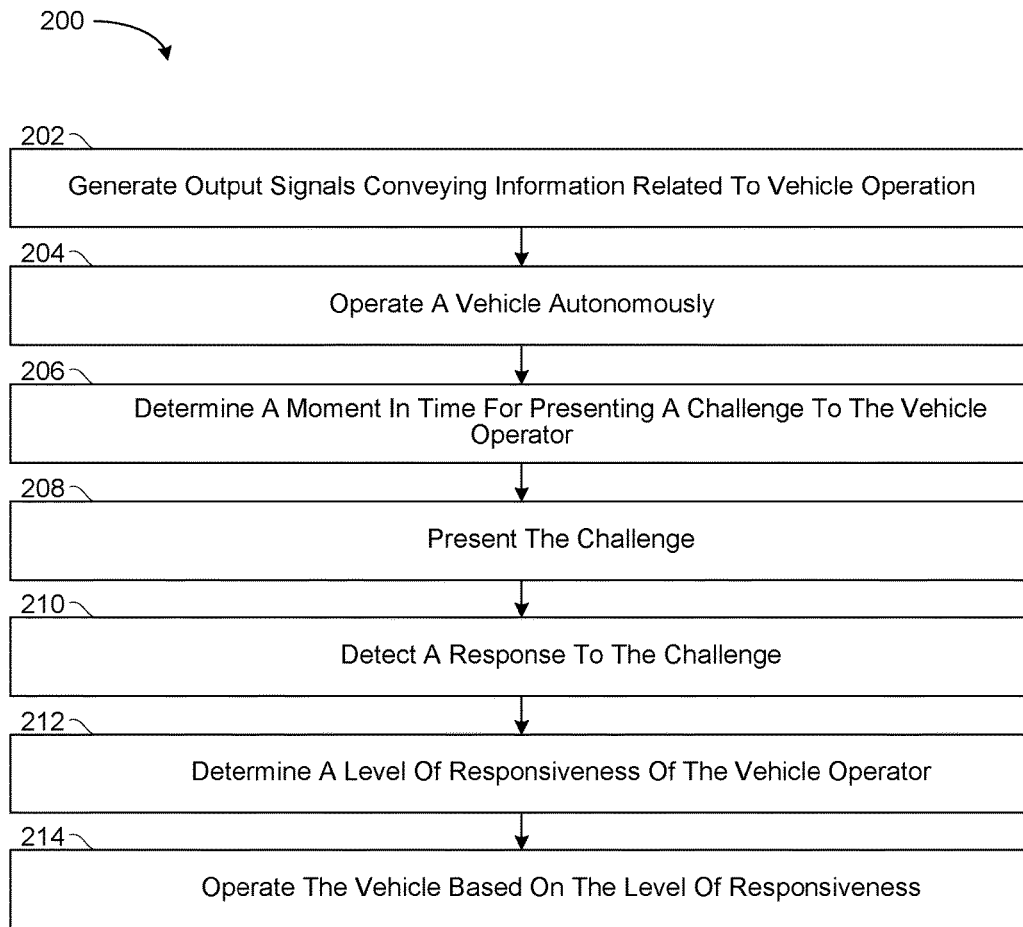 200
202
Generate Output Signals Conveying Information Related To Vehicle Operation
204
Operate A Vehicle Autonomously
206
Determine A Moment In Time For Presenting A Challenge To The Vehicle
Operator
208
Present The Challenge
210
Detect A Response To The Challenge
212
Determine A Level Of Responsiveness Of The Vehicle Operator
214
Operate The Vehicle Based On The Level Of Responsiveness